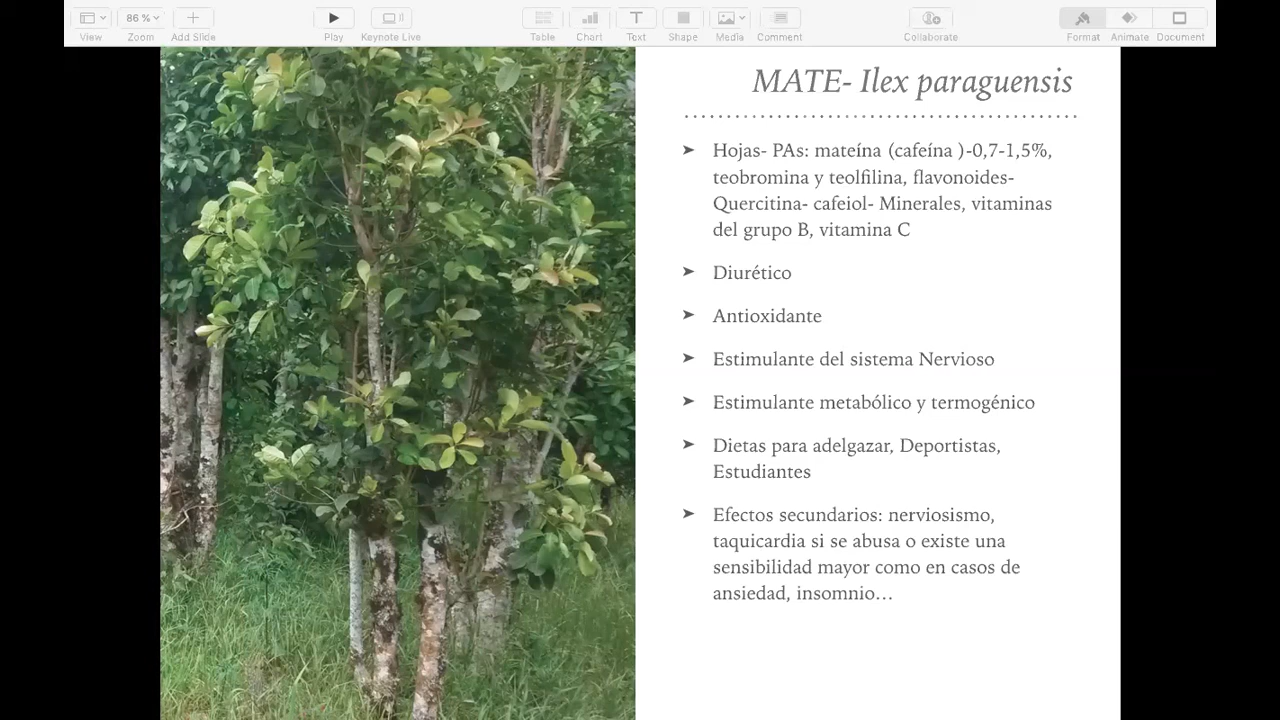 View
86 %
Zoom
Add Slide
Play
Keynote Live
Table
Chart
Text
Shape
Media
Comment
Collaborate
Format
Animate
Document
MATE- Ilex paraguensis
Hojas- PAs: mateína (cafeína )-0,7-1,5%,
teobromina y teolfilina, flavonoides-
Quercitina- cafeiol- Minerales, vitaminas
del grupo B, vitamina C
Diurético
Antioxidante
Estimulante del sistema Nervioso
Estimulante metabólico y termogénico
Dietas para adelgazar, Deportistas,
Estudiantes
Efectos secundarios: nerviosismo,
taquicardia si se abusa o existe una
sensibilidad mayor como en casos de
ansiedad, insomnio…